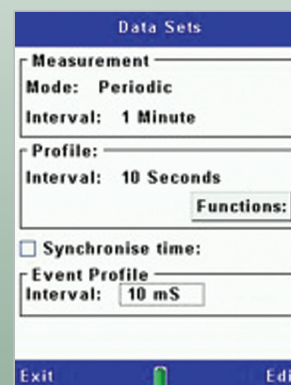 Data Sets
Measurement
Mode: Periodic
Interval: 1 Minute
Profile:
Interval: 10 Seconds
Functions:
Synchronise time:
Event Profile
Interval: 10 mS
Exit Edi